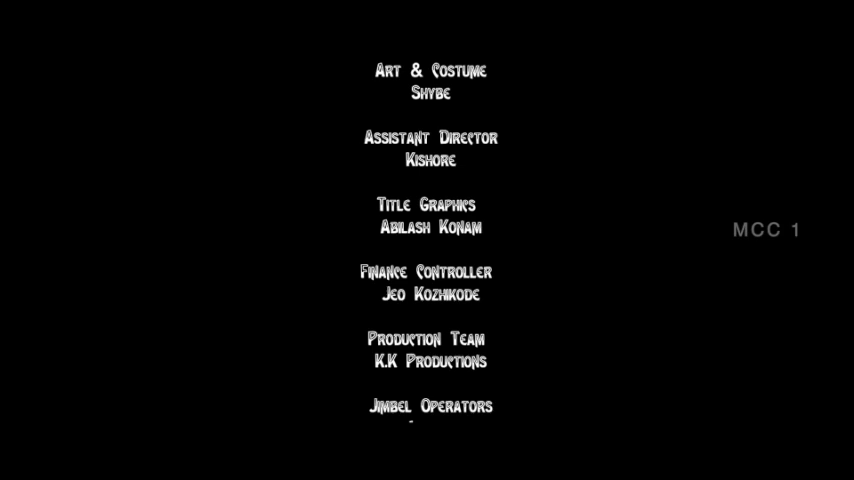 Art & Costume
Shybe
Assistant Director
Kishore
Title Graphics
Abilash Konam
Finance Controller
Jeo Kozhikode
Production Team
K.K Productions
Jimbel Operators
MCC 1